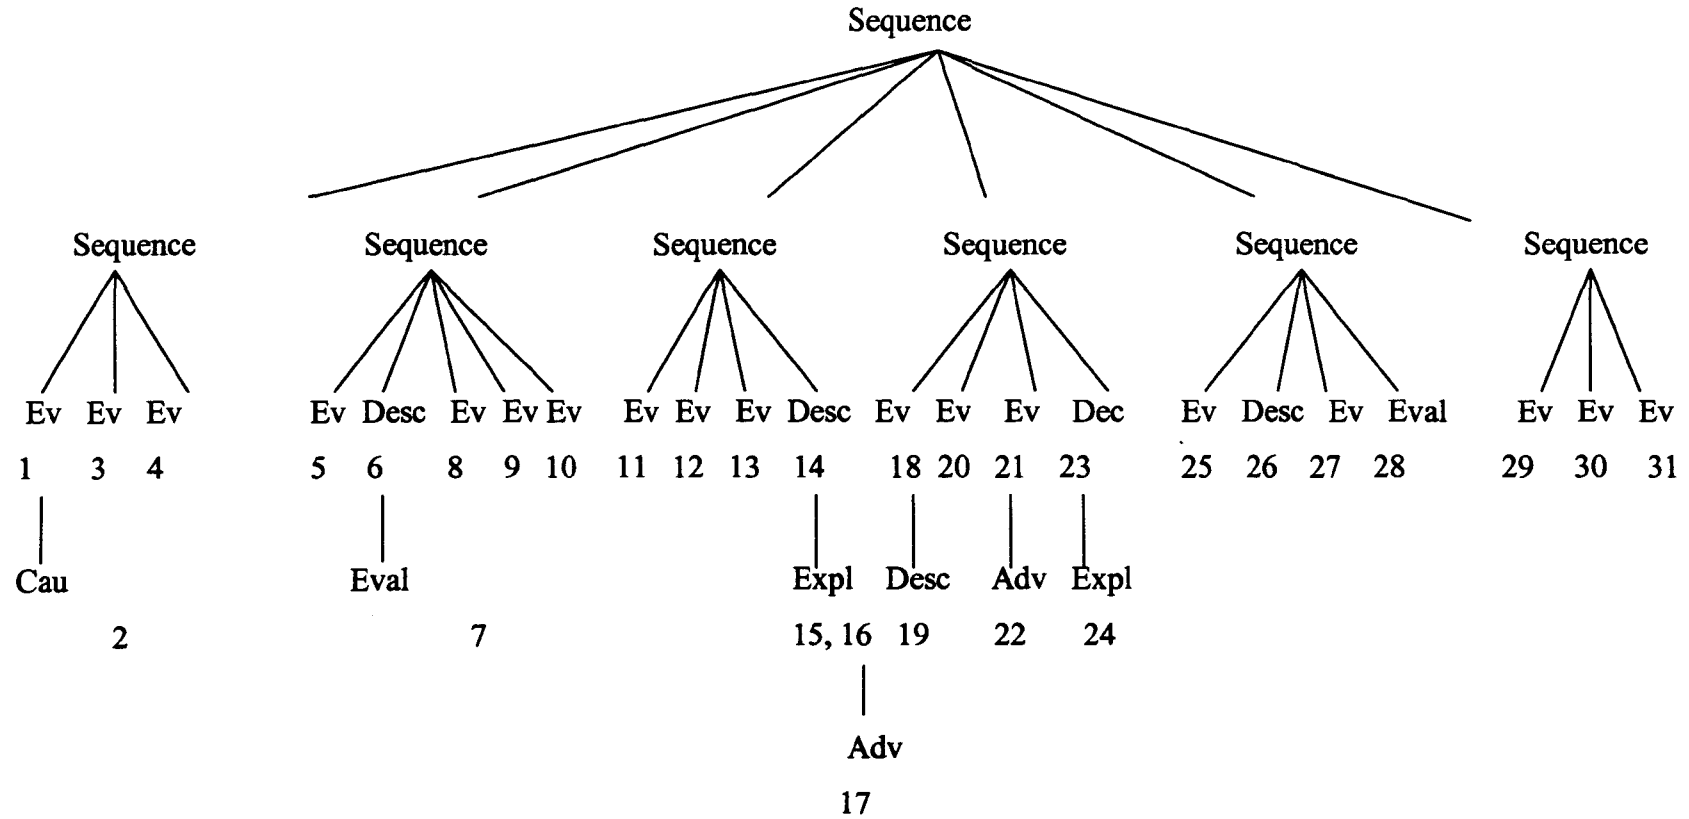 Sequence
Sequence Sequence Sequence Sequence Sequence Sequence
Ev Ev Ev Ev Desc Ev Ev Ev Ev Ev Ev Desc Ev Ev Ev Dec Ev Desc Ev Eval Ev Ev Ev
1 3 4 5 6 8 9 10 11 12 13 14 18 20 21 23 25 26 27 28 29 30 31
Cau Eval Expl Desc Adv Expl
2 7 15, 16 19 22 24
Adv
17